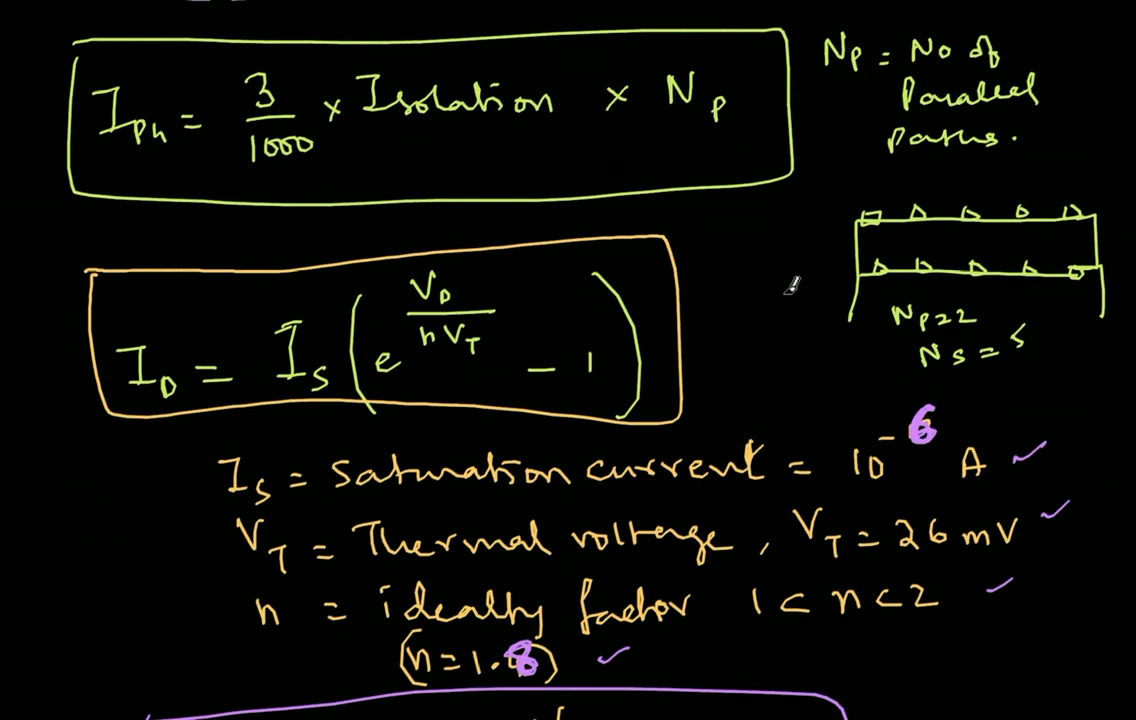 I_ph = 3/1000 × Isolation × N_p
N_p = No of
Parallel
paths.
N_p = 2
N_s = 5
I_D = I_s (e^(V_D/nV_T) - 1)
I_s = Saturation current = 10^-6 A ✓
V_T = Thermal voltage, V_T = 26 mV ✓
n = ideality factor 1 < n < 2 ✓
(n = 1.8) ✓